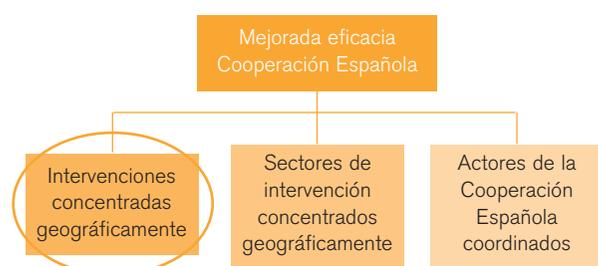 Mejorada eficacia
Cooperación Española
Intervenciones
concentradas
geográficamente
Sectores de
intervención
concentrados
geográficamente
Actores de la
Cooperación
Española
coordinados